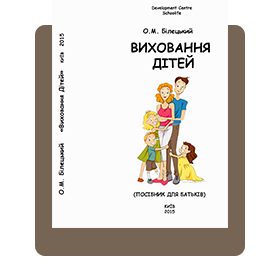 Development Centre
Schoolife
О.М. Білецький
ВИХОВАННЯ
ДІТЕЙ
(ПОСІБНИК ДЛЯ БАТЬКІВ)
КИЇВ
2015
О.М. Білецький «Виховання Дітей» київ 2015